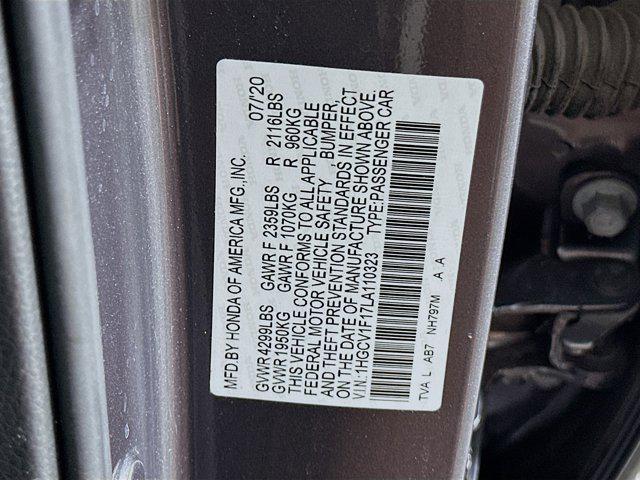 MFD.BY HONDA OF AMERICA MFG.,INC. 07/'20
GVWR 4299LBS GAWR F 2359LBS R 2116LBS
GVWR 1950KG GAWR F 1070KG R 960KG
THIS VEHICLE CONFORMS TO ALL APPLICABLE
FEDERAL MOTOR VEHICLE SAFETY , BUMPER,
AND THEFT PREVENTION STANDARDS IN EFFECT
ON THE DATE OF MANUFACTURE SHOWN ABOVE.
V.I.N.:1HGCV1F17LA110323 TYPE:PASSENGER CAR
TVA L AB7 NH797M A A